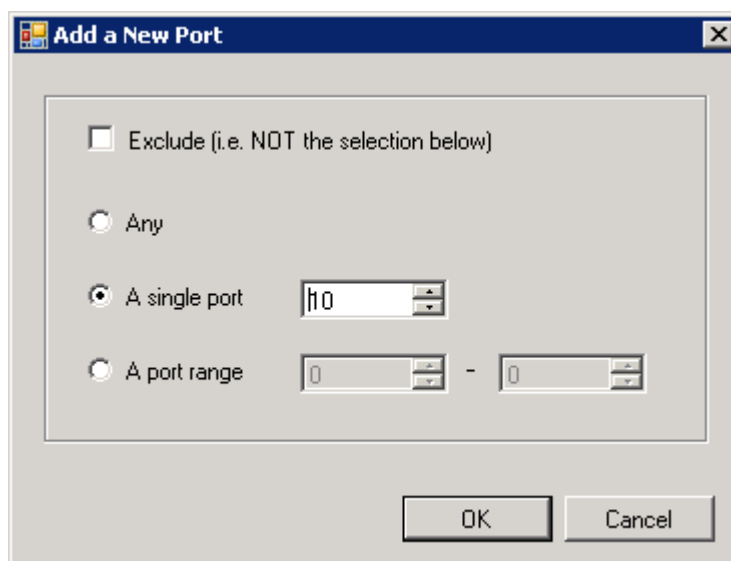 Add a New Port
Exclude (i.e. NOT the selection below)
Any
A single port 10
A port range 0 - 0
OK Cancel